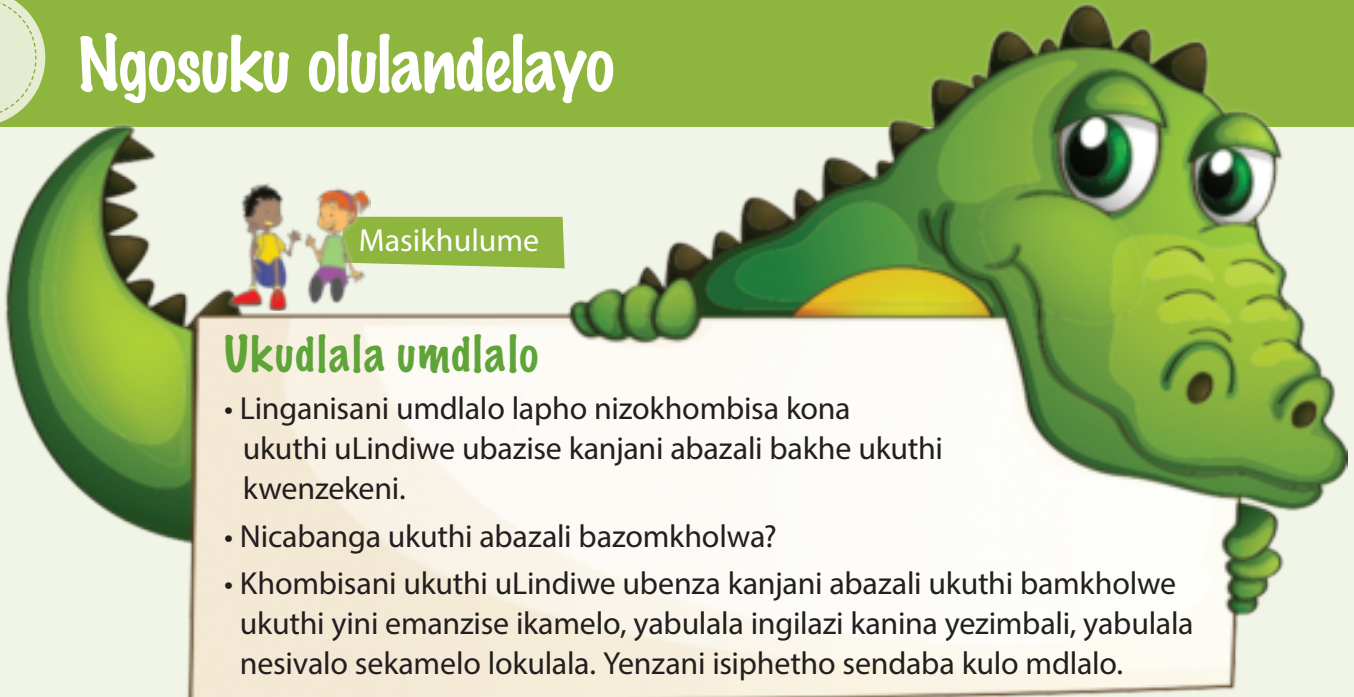 Ngosuku olulandelayo
Masikhulume
Ukudlala umdlalo
• Linganisani umdlalo lapho nizokhombisa kona
ukuthi uLindiwe ubazise kanjani abazali bakhe ukuthi
kwenzekeni.
• Nicabanga ukuthi abazali bazomkholwa?
• Khombisani ukuthi uLindiwe ubenza kanjani abazali ukuthi bamkholwe
ukuthi yini emanzise ikamelo, yabulala ingilazi kanina yezimbali, yabulala
nesivalo sekamelo lokulala. Yenzani isiphetho sendaba kulo mdlalo.